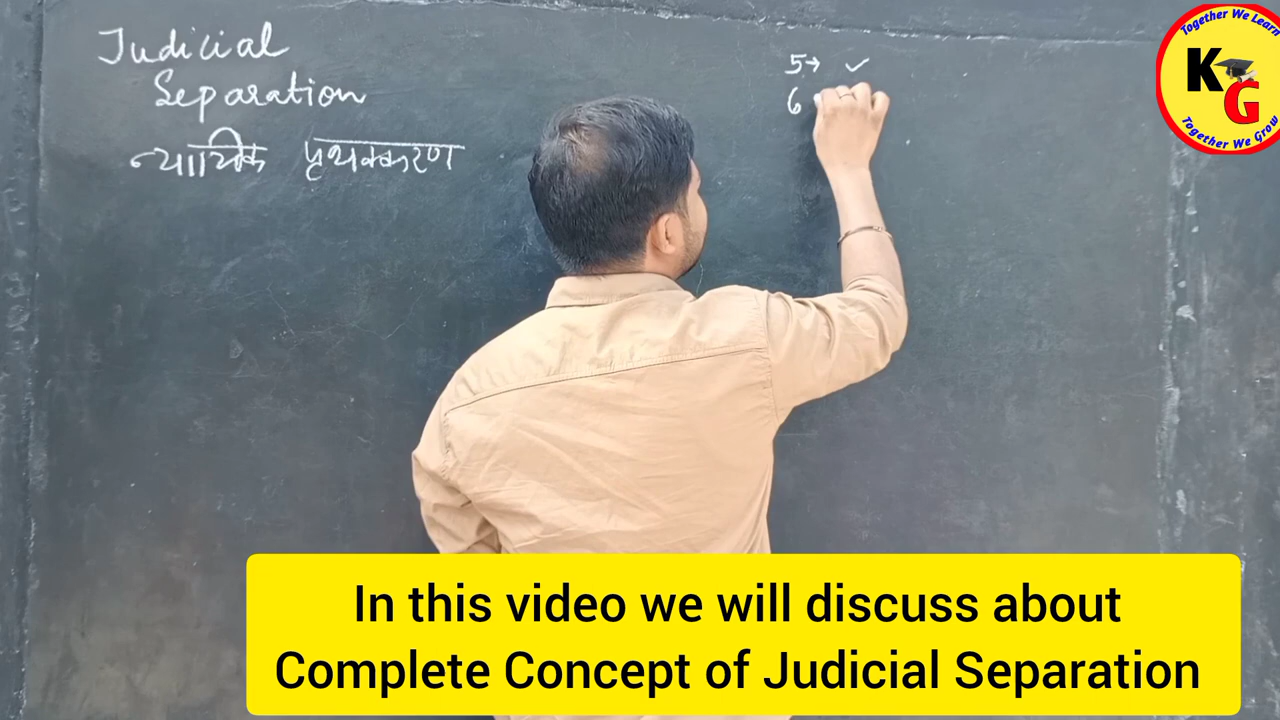 Judicial
Separation
न्यायिक पृथक्करण
5→ ✓
6
Together We Learn
KG
Together We Grow
In this video we will discuss about
Complete Concept of Judicial Separation